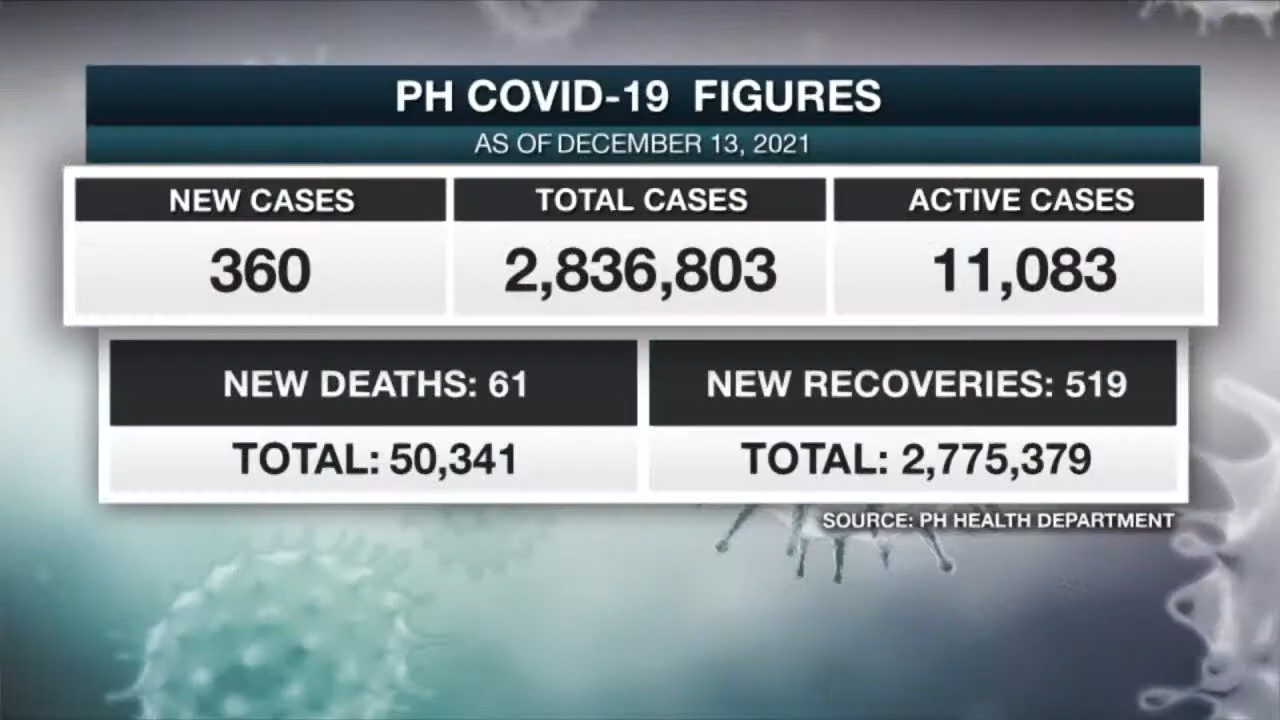 PH COVID-19 FIGURES
AS OF DECEMBER 13, 2021
NEW CASES
360
TOTAL CASES
2,836,803
ACTIVE CASES
11,083
NEW DEATHS: 61
TOTAL: 50,341
NEW RECOVERIES: 519
TOTAL: 2,775,379
SOURCE: PH HEALTH DEPARTMENT